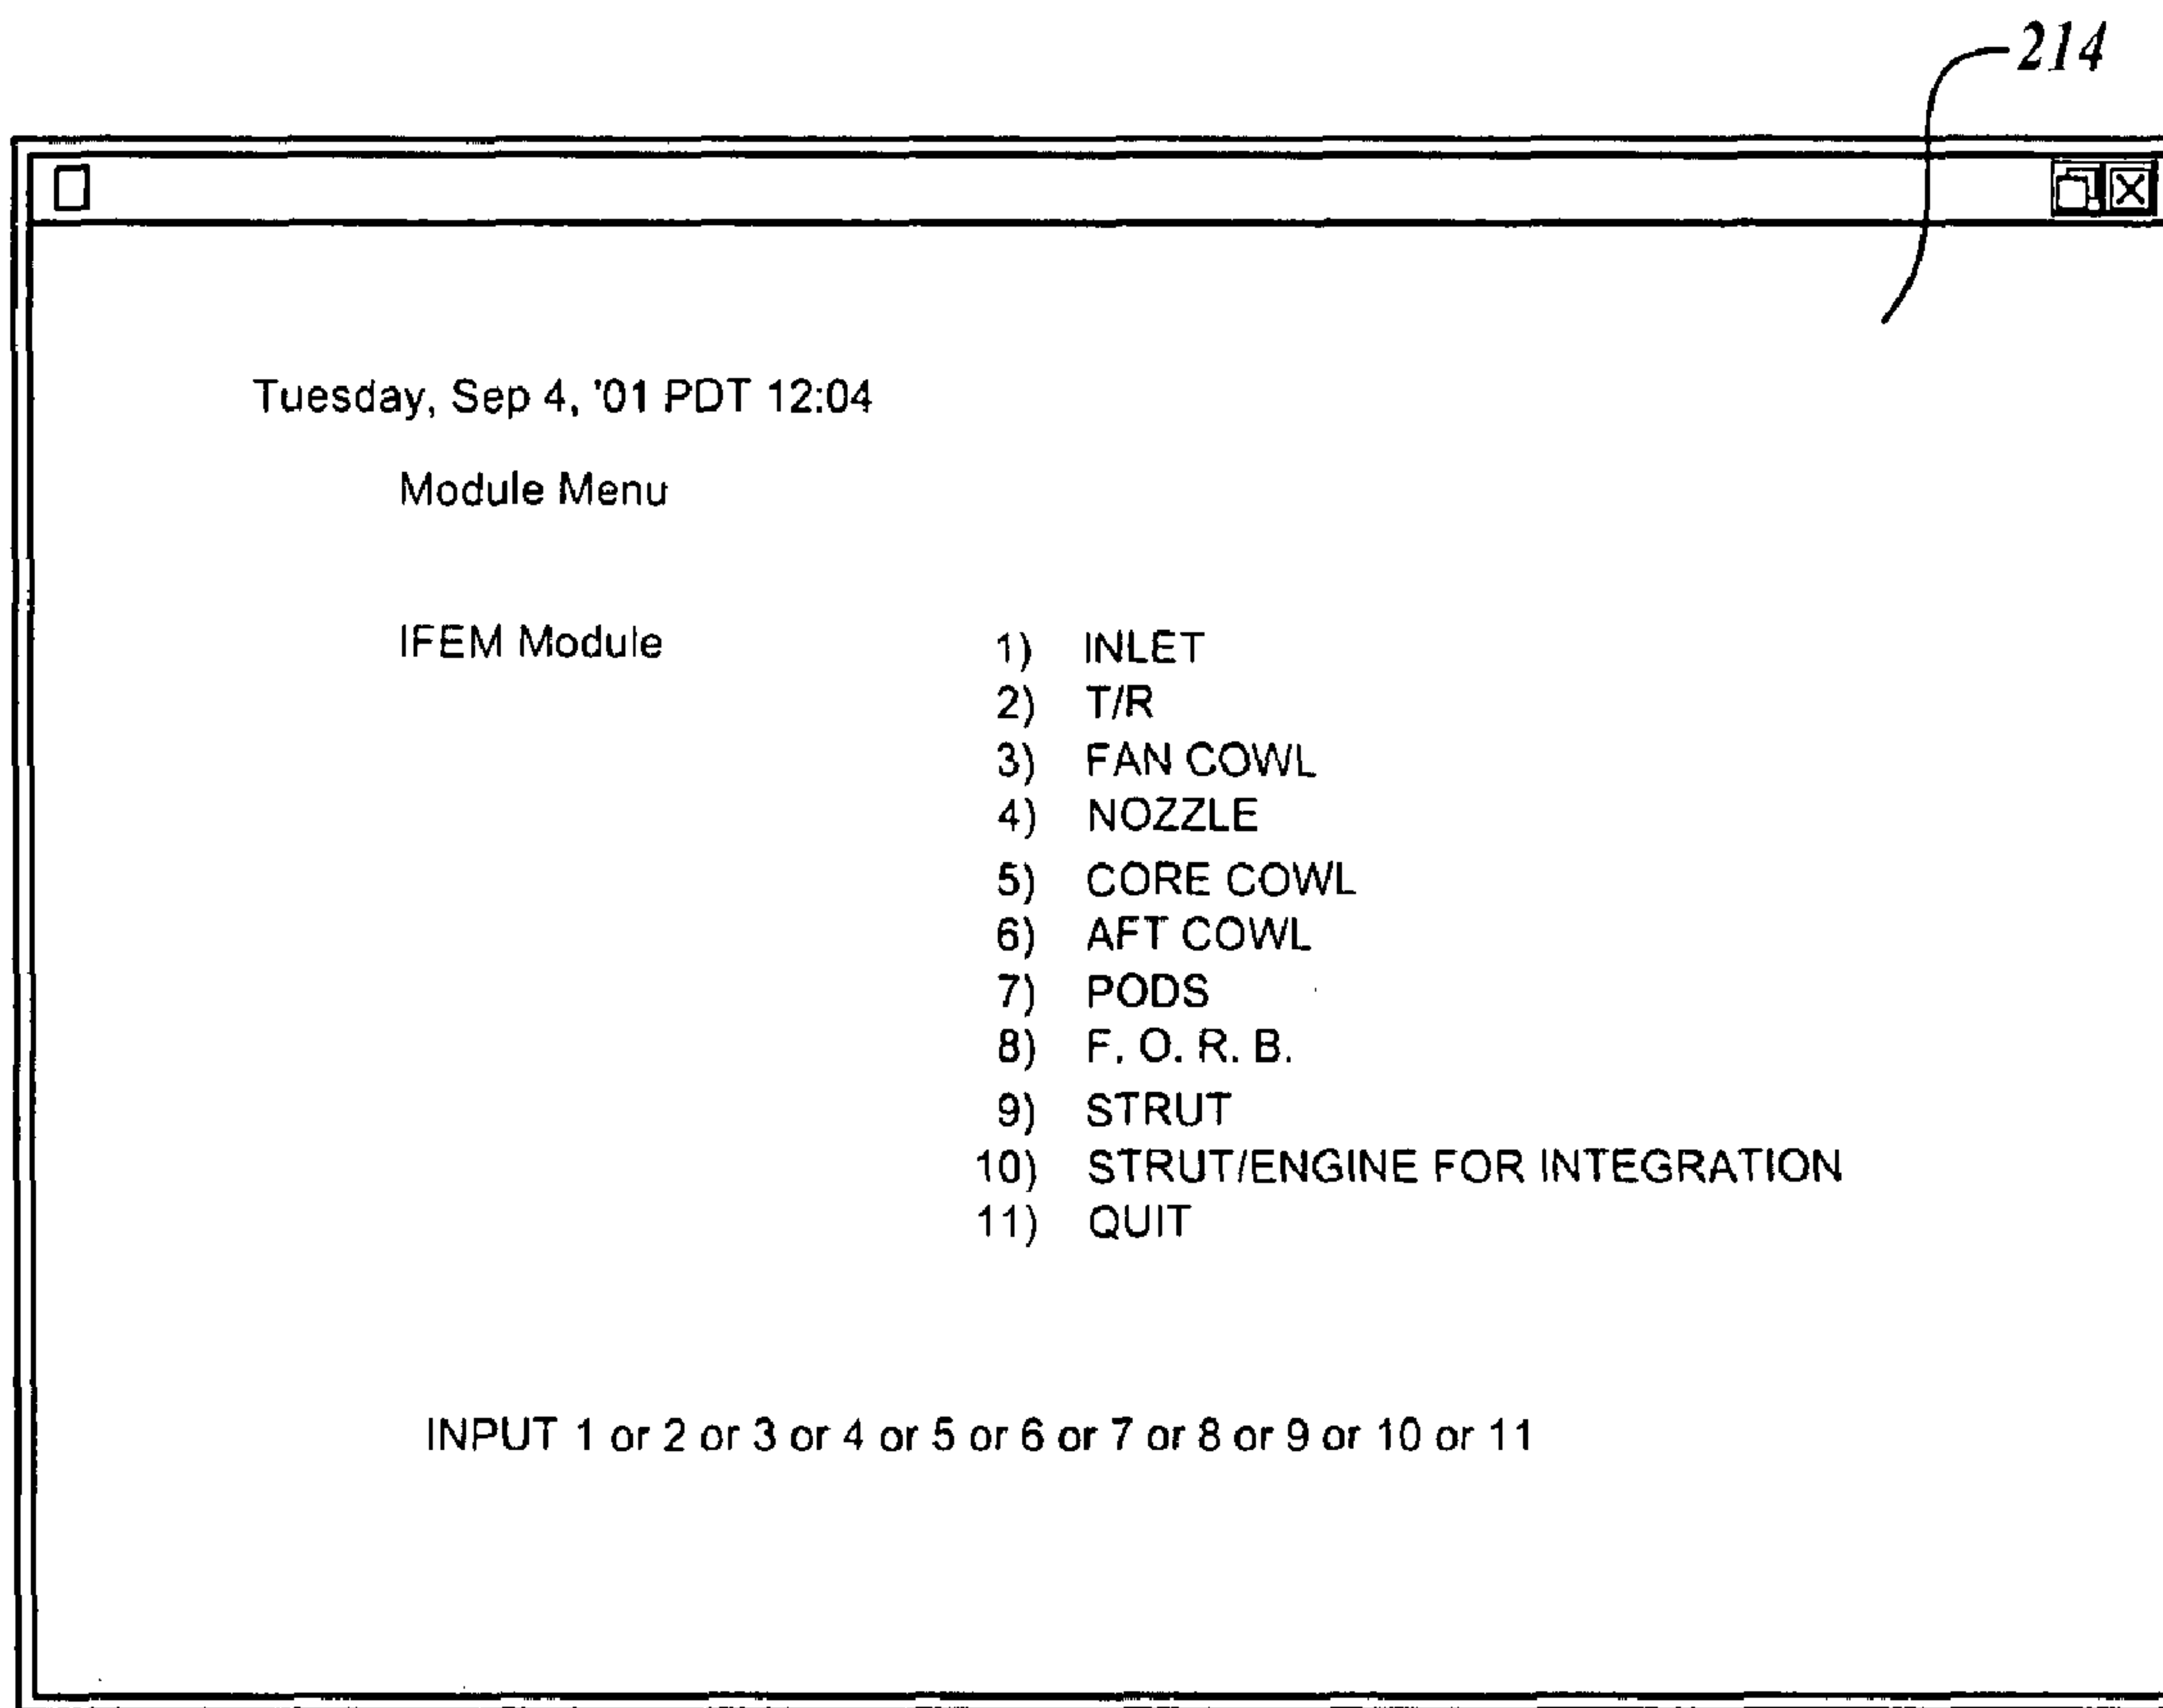 214
Tuesday, Sep 4, '01 PDT 12:04
Module Menu
IFEM Module
1) INLET
2) T/R
3) FAN COWL
4) NOZZLE
5) CORE COWL
6) AFT COWL
7) PODS
8) F. O. R. B.
9) STRUT
10) STRUT/ENGINE FOR INTEGRATION
11) QUIT
INPUT 1 or 2 or 3 or 4 or 5 or 6 or 7 or 8 or 9 or 10 or 11